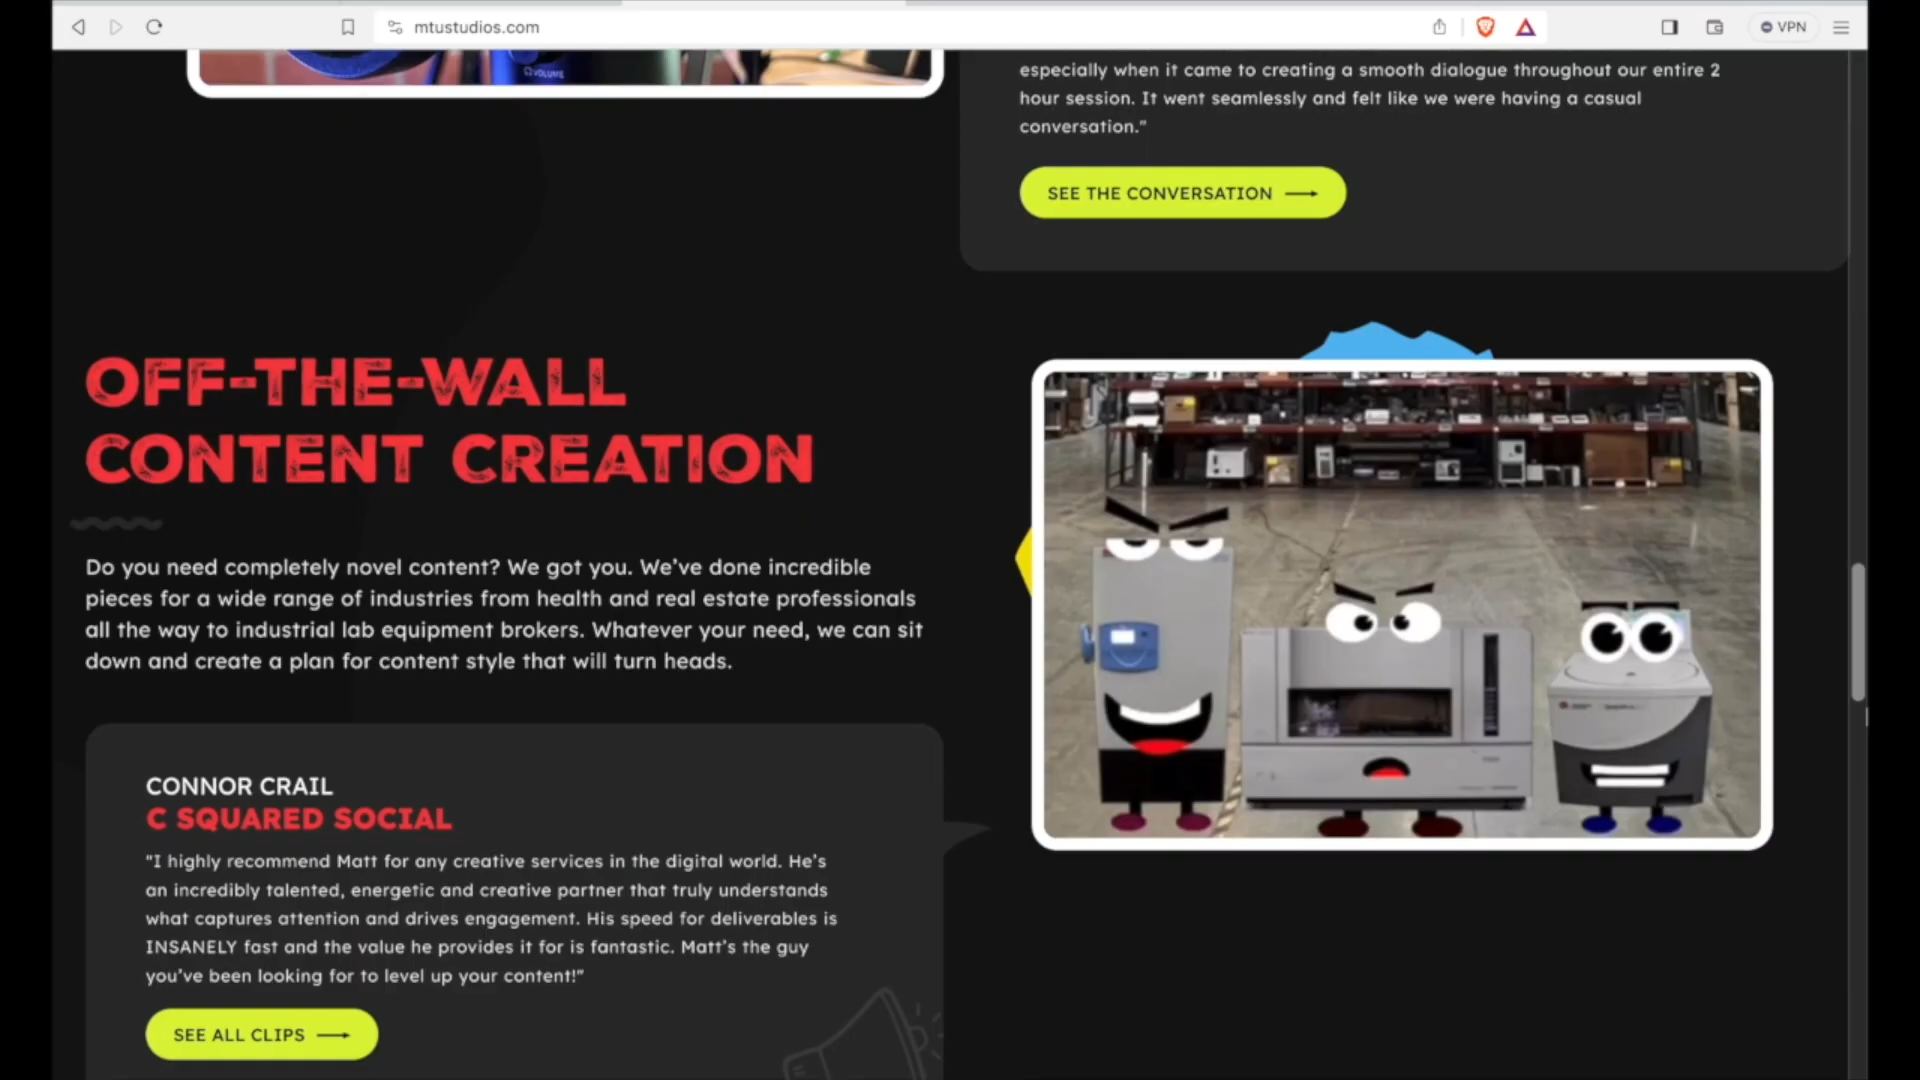 mtustudios.com
VPN
VOLUME
especially when it came to creating a smooth dialogue throughout our entire 2
hour session. It went seamlessly and felt like we were having a casual
conversation."
SEE THE CONVERSATION
OFF-THE-WALL
CONTENT CREATION
Do you need completely novel content? We got you. We've done incredible
pieces for a wide range of industries from health and real estate professionals
all the way to industrial lab equipment brokers. Whatever your need, we can sit
down and create a plan for content style that will turn heads.
CONNOR CRAIL
C SQUARED SOCIAL
"I highly recommend Matt for any creative services in the digital world. He's
an incredibly talented, energetic and creative partner that truly understands
what captures attention and drives engagement. His speed for deliverables is
INSANELY fast and the value he provides it for is fantastic. Matt's the guy
you've been looking for to level up your content!"
SEE ALL CLIPS